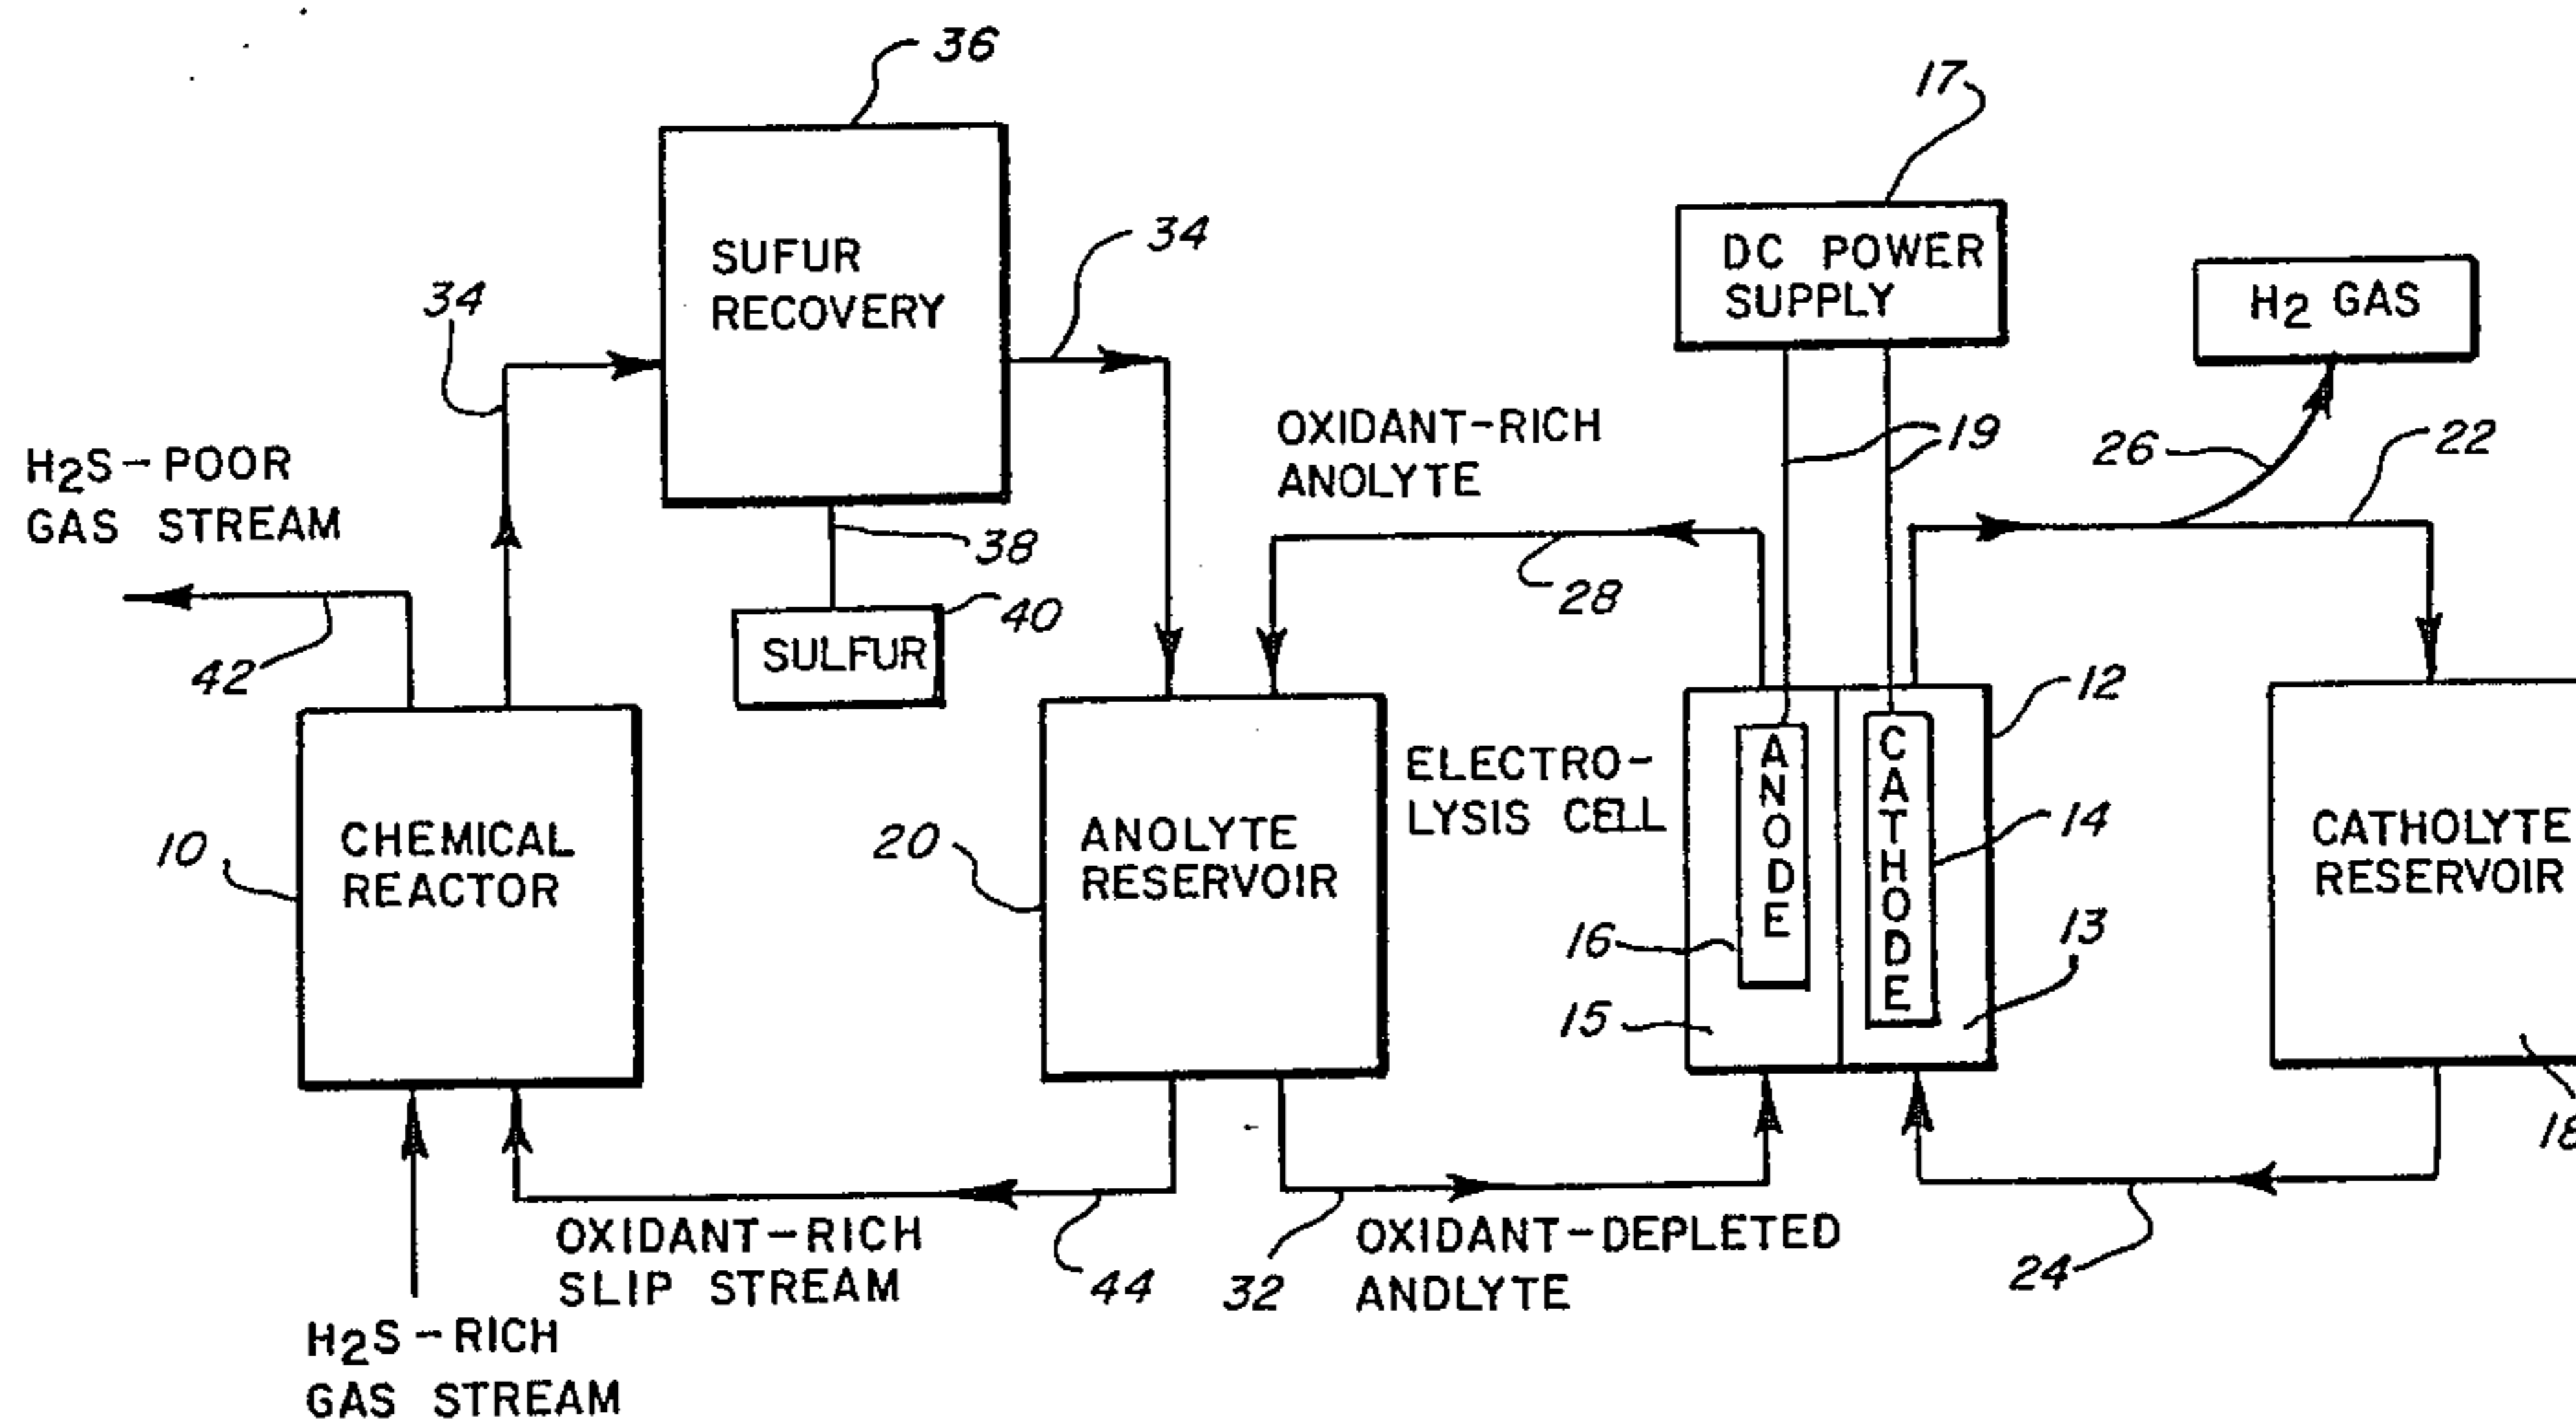 36
17
SUFUR
RECOVERY
34
DC POWER
SUPPLY
H2 GAS
34
OXIDANT-RICH
ANOLYTE
19
26
22
H2S-POOR
GAS STREAM
38
28
40
SULFUR
42
12
ELECTRO-
LYSIS CELL
ANODE
CATHODE
14
10
CHEMICAL
REACTOR
20
ANOLYTE
RESERVOIR
CATHOLYTE
RESERVOIR
16
13
15
18
OXIDANT-RICH
SLIP STREAM
44
32
OXIDANT-DEPLETED
ANDLYTE
24
H2S-RICH
GAS STREAM